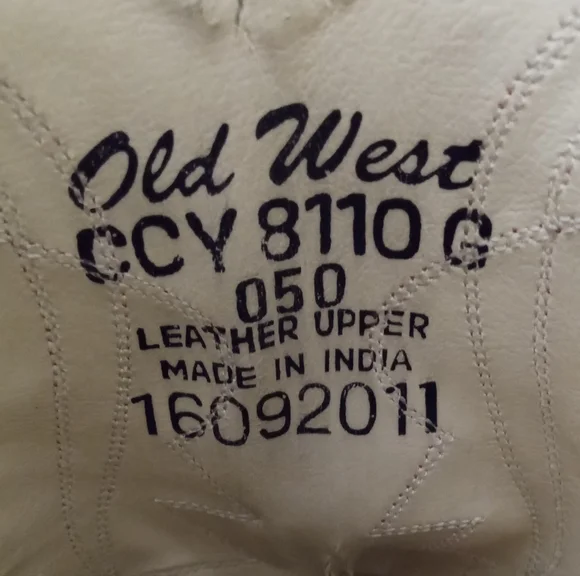 Old West
CCY 8110 G
050
LEATHER UPPER
MADE IN INDIA
16092011